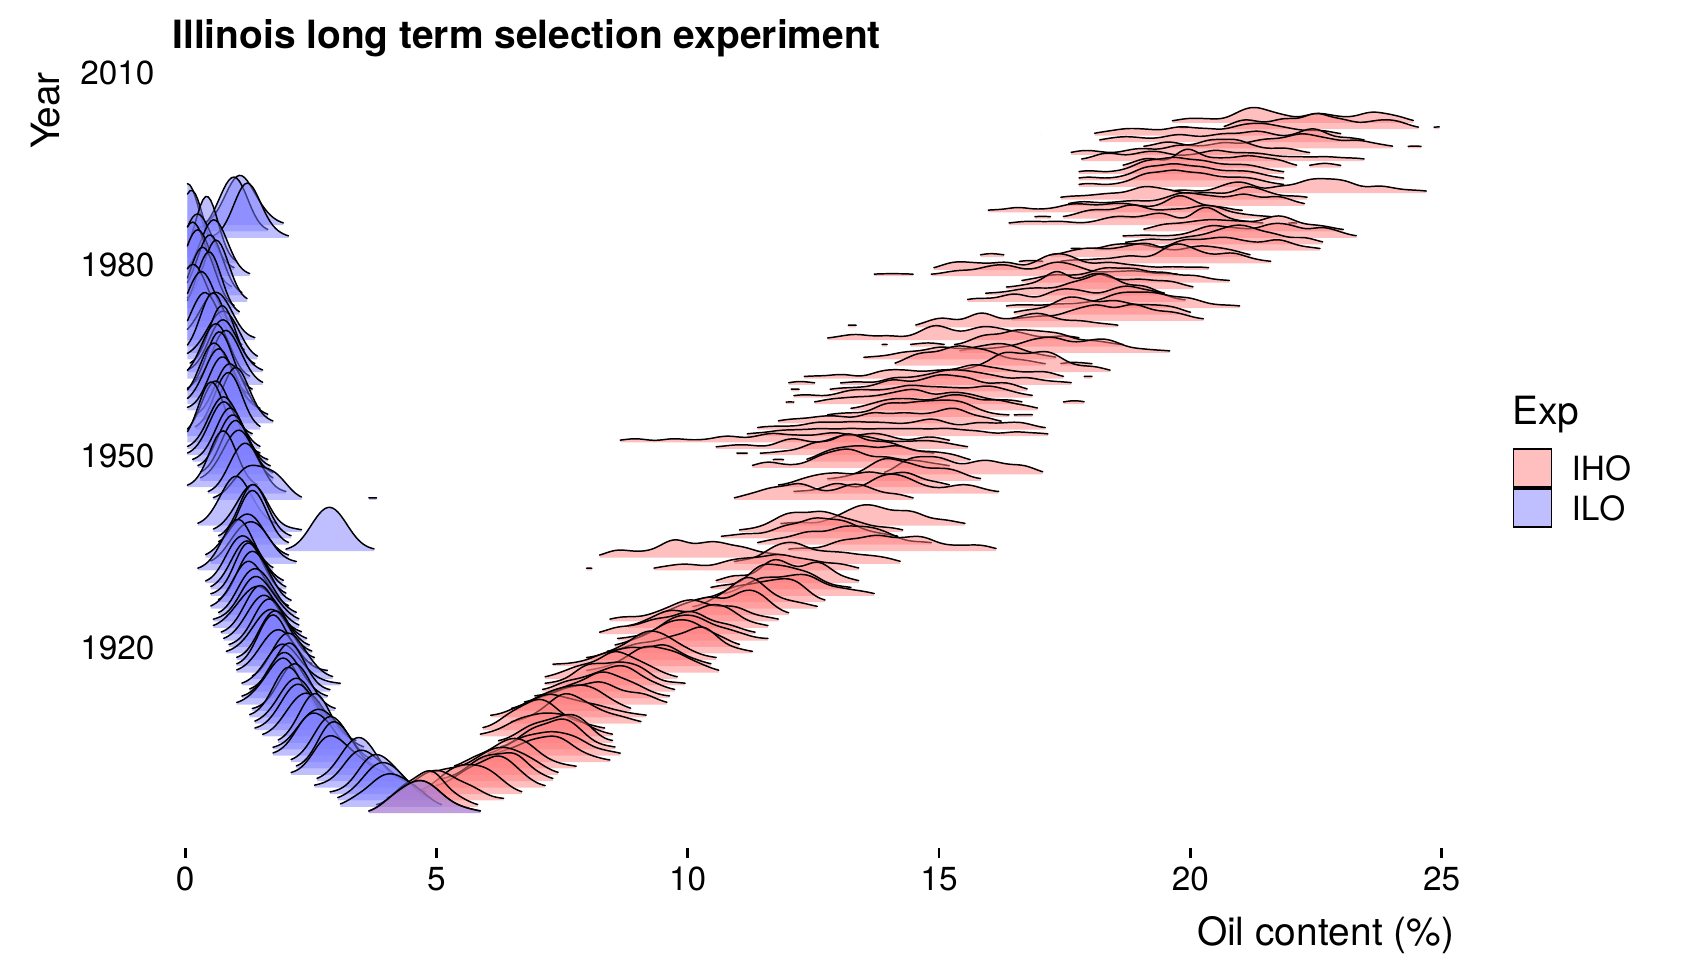 Illinois long term selection experiment
Year
2010
1980
1950
1920
0 5 10 15 20 25
Oil content (%)
Exp
IHO
ILO